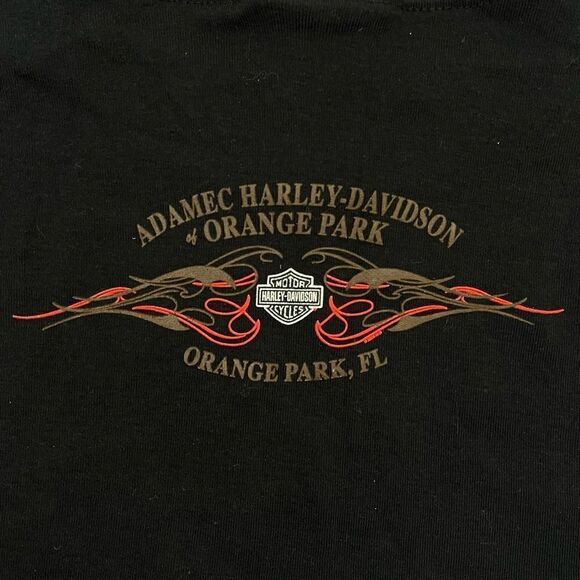 ADAMEC HARLEY-DAVIDSON
of ORANGE PARK
MOTOR
HARLEY-DAVIDSON
CYCLES
ORANGE PARK, FL